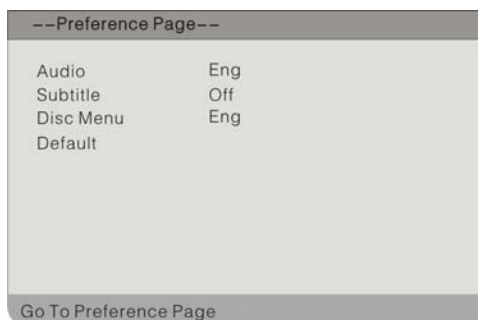 --Preference Page--
Audio Eng
Subtitle Off
Disc Menu Eng
Default
Go To Preference Page